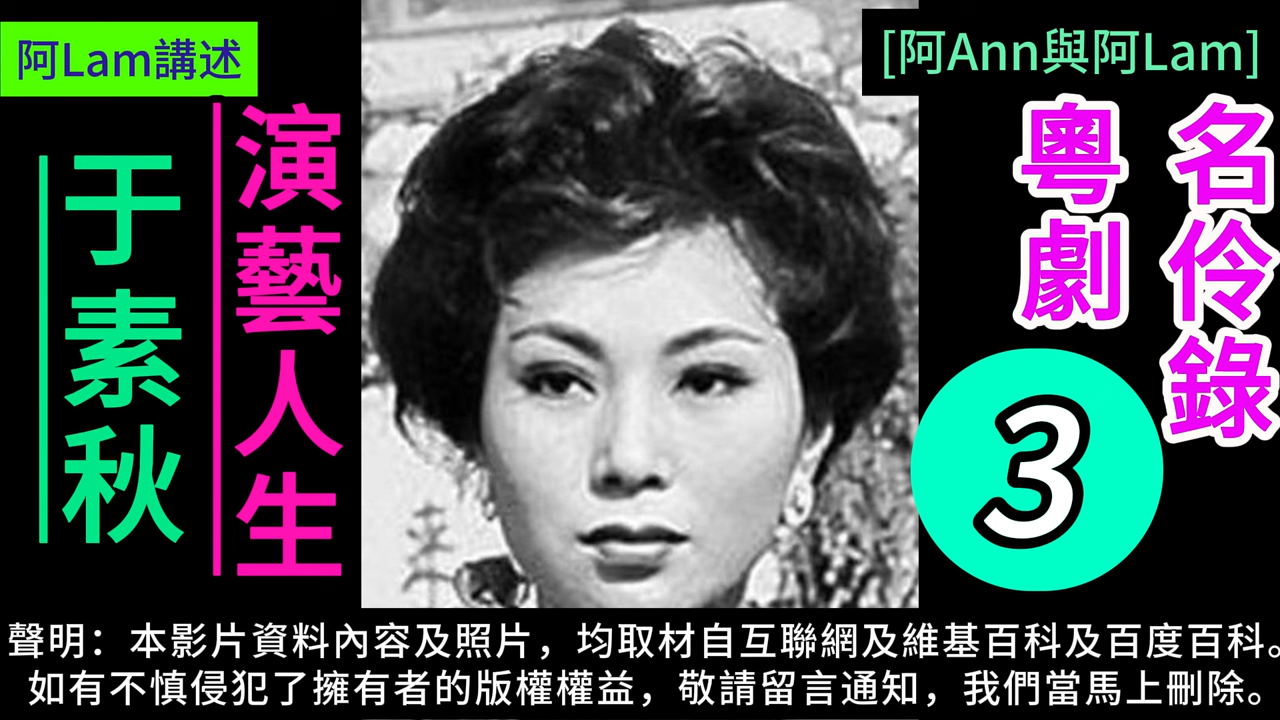 阿Lam講述
[阿Ann與阿Lam]
粵劇
名伶錄
3
于素秋
演藝人生
聲明：本影片資料內容及照片，均取材自互聯網及維基百科及百度百科。
如有不慎侵犯了擁有者的版權權益，敬請留言通知，我們當馬上刪除。